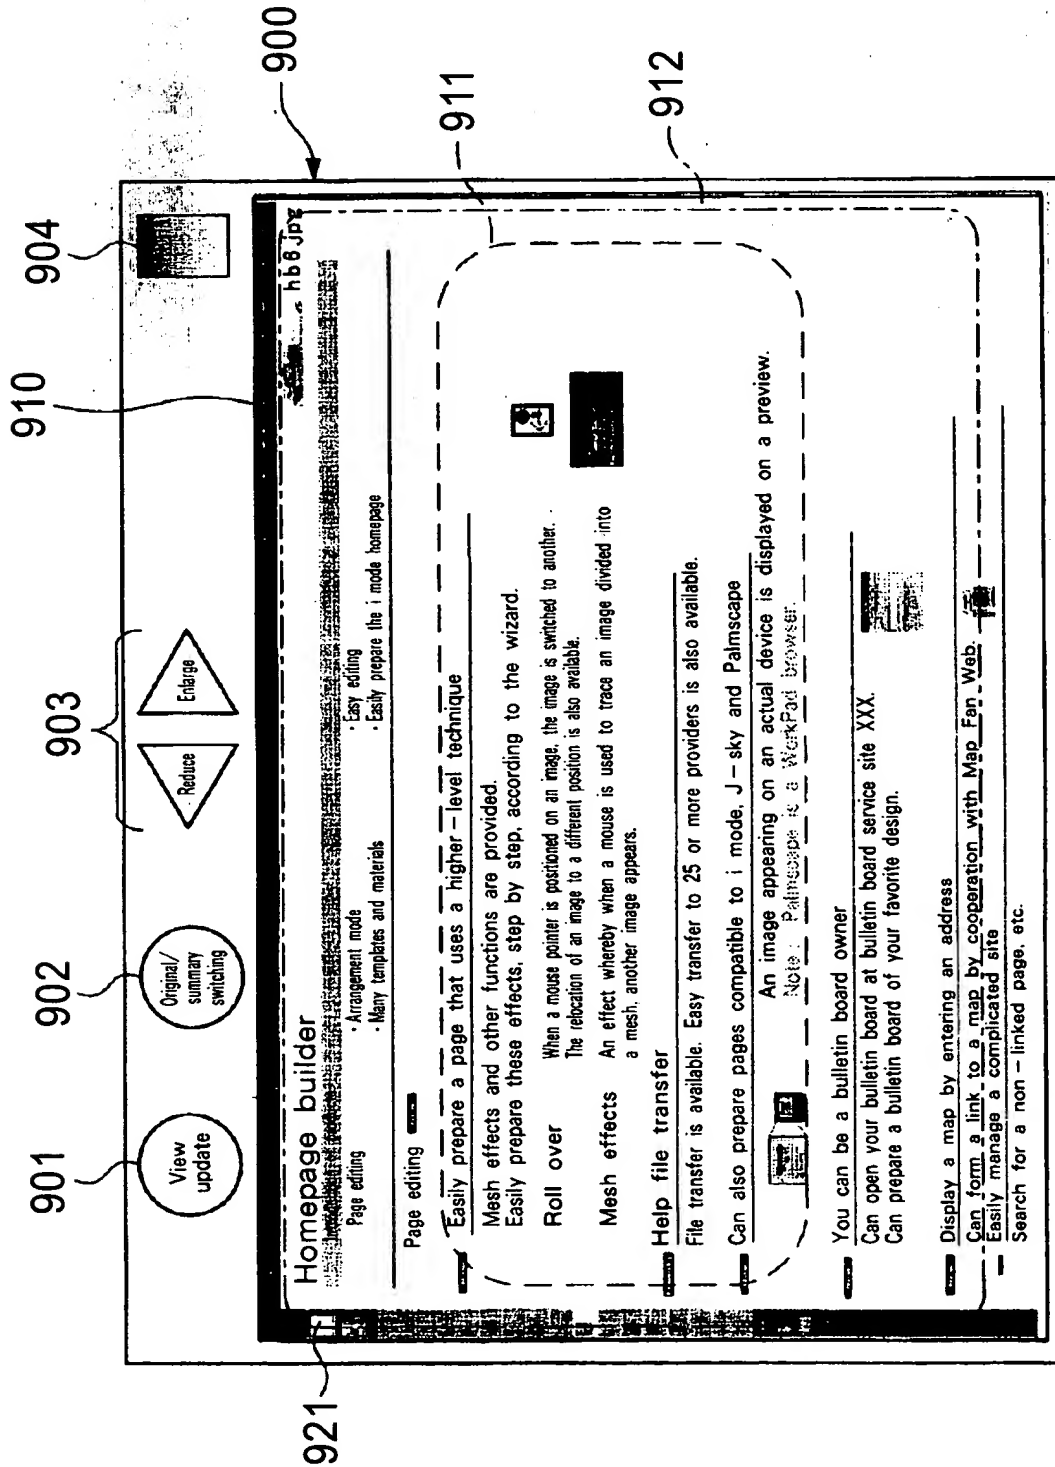 900
910
911
912
904
903
902
901
921
View
update
Original/
summary
switching
Reduce
Enlarge
Homepage builder
hb6.jpg
Page editing
· Arrangement mode
· Many templates and materials
· Easy editing
· Easily prepare the i mode homepage
Page editing
Easily prepare a page that uses a higher-level technique
Mesh effects and other functions are provided.
Easily prepare these effects, step by step, according to the wizard.
Roll over
When a mouse pointer is positioned on an image, the image is switched to another.
The relocation of an image to a different position is also available.
Mesh effects
An effect whereby when a mouse is used to trace an image divided into
a mesh, another image appears.
Help file transfer
File transfer is available. Easy transfer to 25 or more providers is also available.
Can also prepare pages compatible to i mode, J-sky and Palmscape
An image appearing on an actual device is displayed on a preview.
Note: Palmscape is a WorkPad browser.
You can be a bulletin board owner
Can open your bulletin board at bulletin board service site XXX.
Can prepare a bulletin board of your favorite design.
Display a map by entering an address
Can form a link to a map by cooperation with Map Fan Web.
Easily manage a complicated site
Search for a non-linked page, etc.